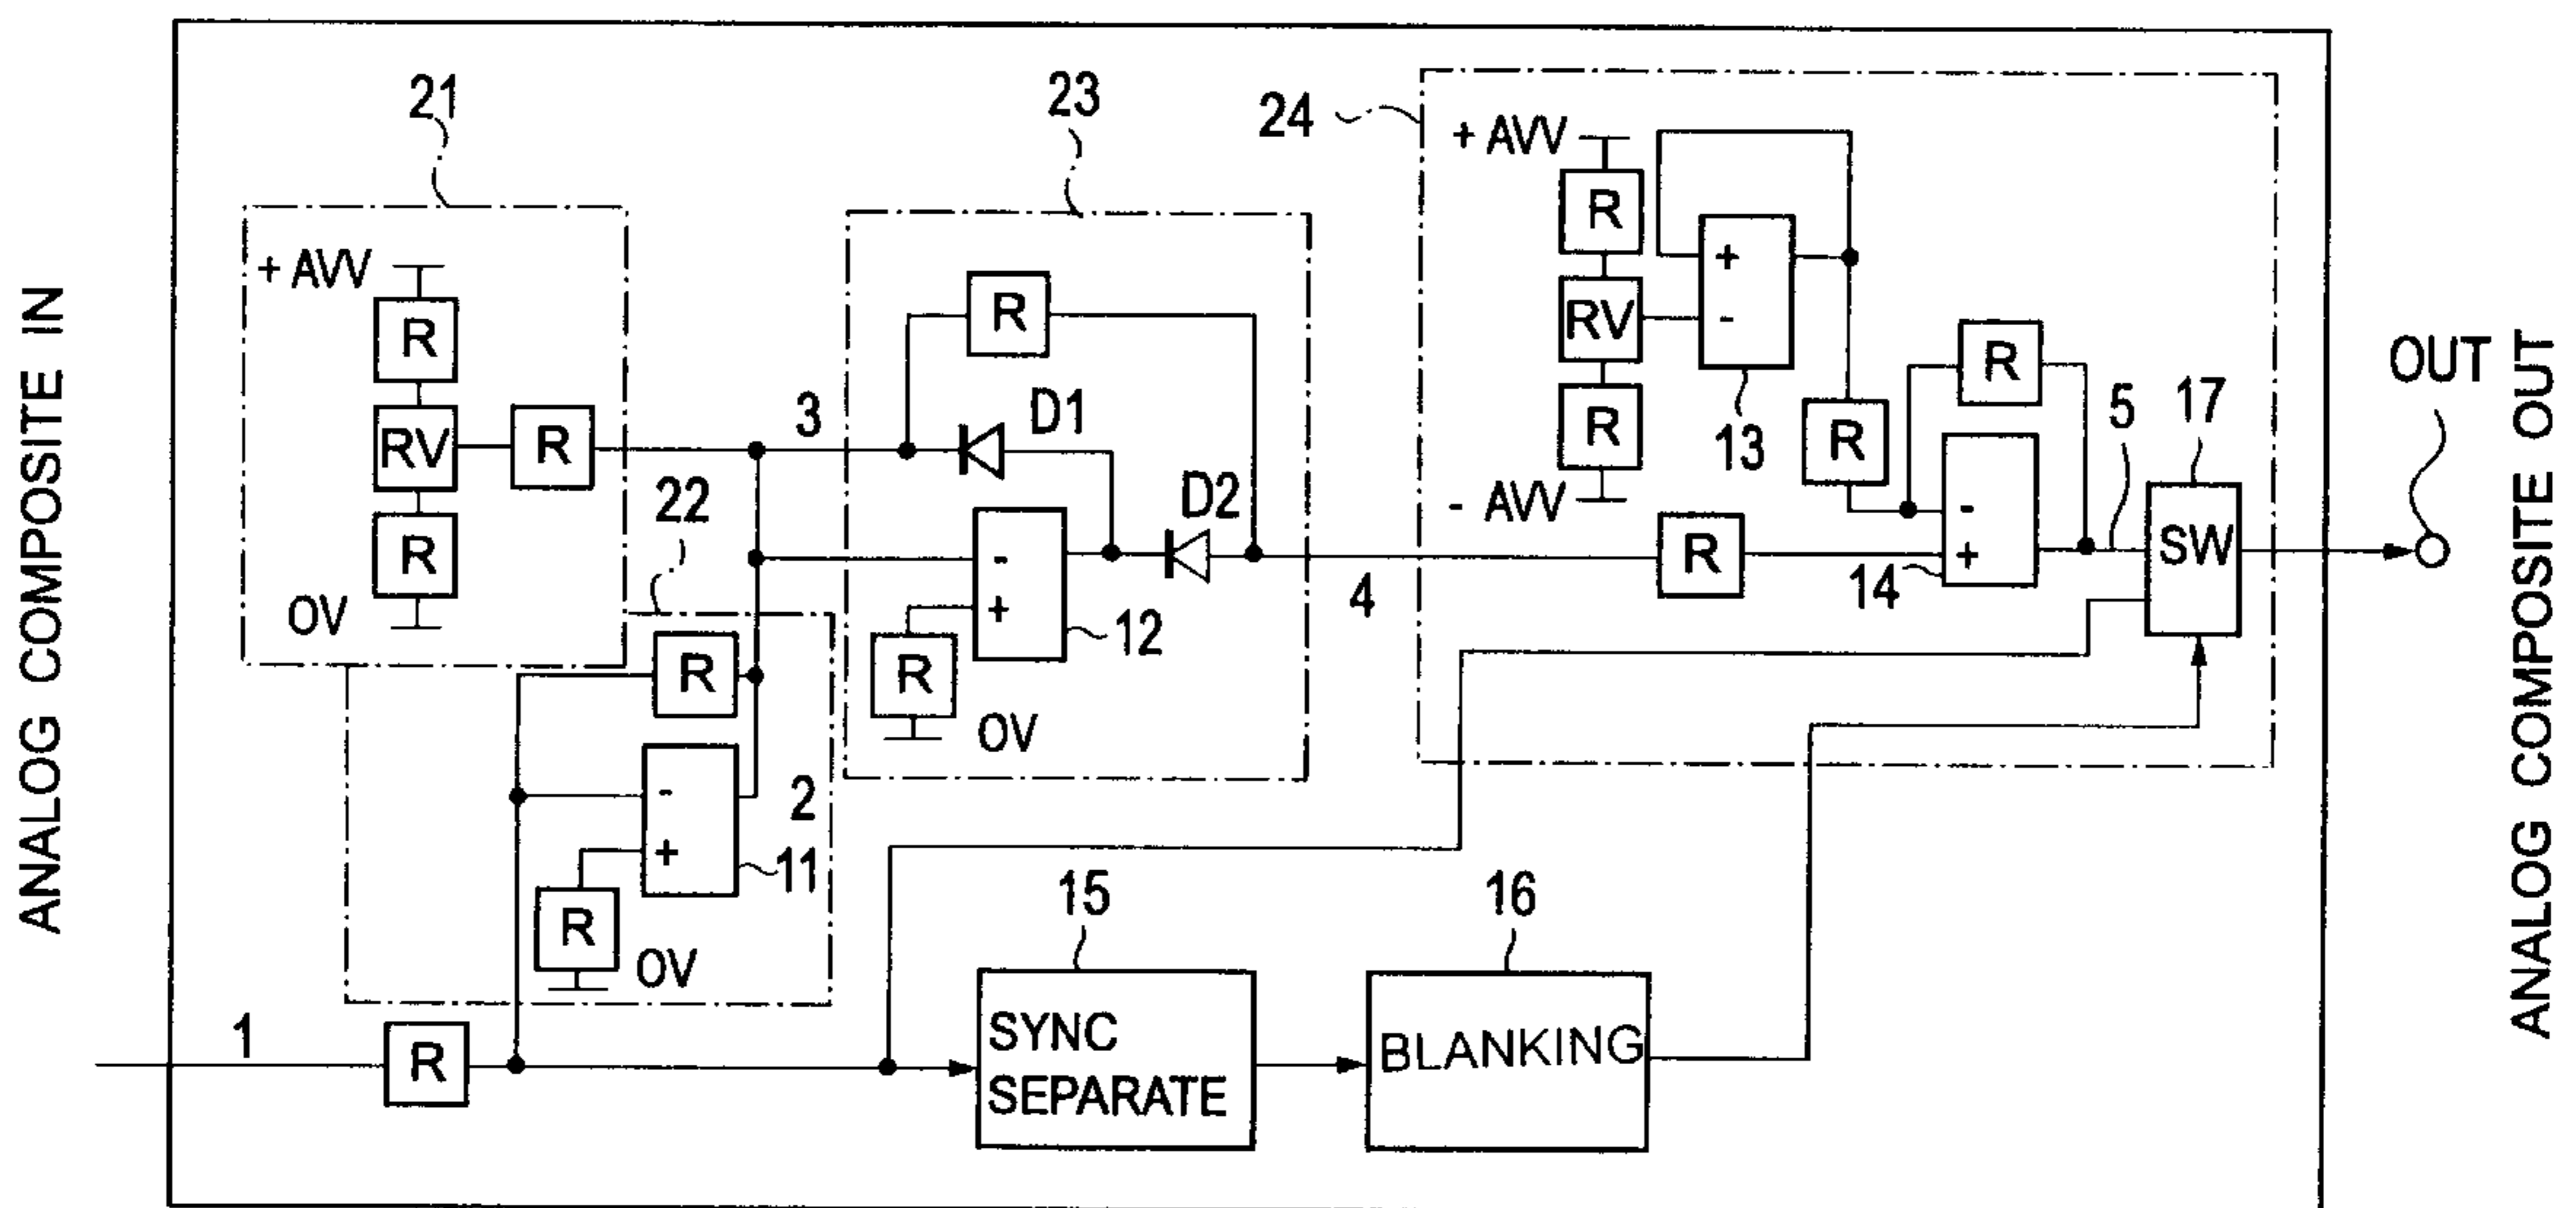 ANALOG COMPOSITE IN
21
+ AVV
R
RV
R
R
0V
22
R
-
+
2
11
R
0V
1
R
23
3
R
D1
D2
-
+
12
R
0V
4
15
SYNC
SEPARATE
16
BLANKING
24
+ AVV
R
RV
R
- AVV
+
-
13
R
R
R
-
+
14
5
17
SW
OUT
ANALOG COMPOSITE OUT